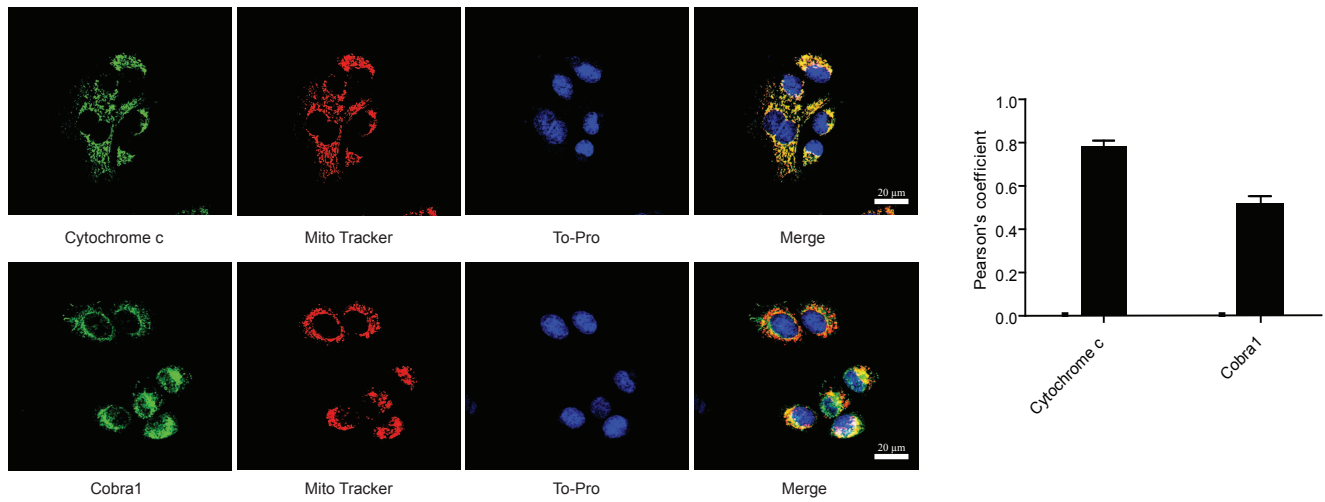 20 µm
Cytochrome c Mito Tracker To-Pro Merge
20 µm
Cobra1 Mito Tracker To-Pro Merge
Pearson's coefficient
1.0
0.8
0.6
0.4
0.2
0.0
Cytochrome c
Cobra1